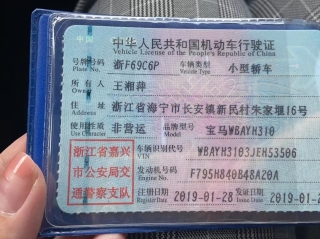 中华人民共和国机动车行驶证
Vehicle License of the People's Republic of China
号牌号码 浙F69C6P 车辆类型 小型轿车
Plate No. Vehicle Type
所有人 王湘萍
Owner
住址 浙江省海宁市长安镇新民村朱家堰16号
Address
使用性质 非营运 品牌型号 宝马WBAYH310
Use Character Model
浙江省嘉兴市公安局交通警察支队
车辆识别代号 WBAYH3103JEH53506
VIN
发动机号码 F795H840B48A20A
Engine No.
注册日期 2019-01-28 发证日期 2019-01-2
Register Date Issue Date